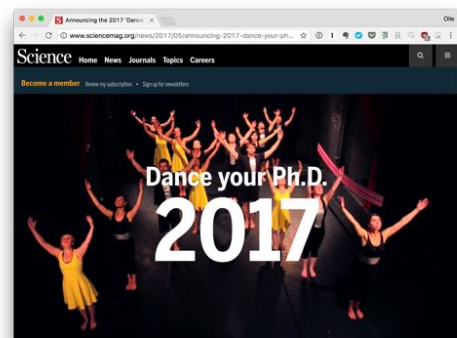 Announcing the 2017 'Dance
Olle
www.sciencemag.org/news/2017/05/announcing-2017-dance-your-ph...
Science Home News Journals Topics Careers
Become a member Renew my subscription • Sign up for newsletters
Dance your Ph.D.
2017